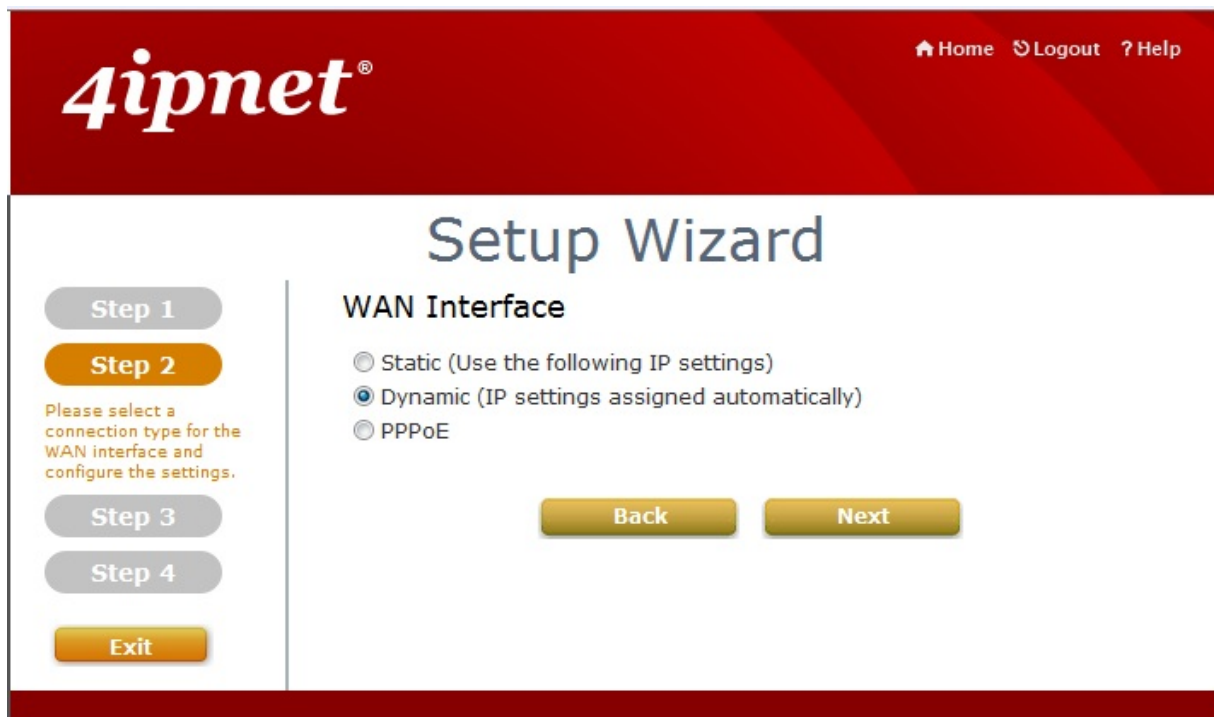 4ipnet®
Home Logout ? Help
Setup Wizard
Step 1
Step 2
Please select a
connection type for the
WAN interface and
configure the settings.
Step 3
Step 4
Exit
WAN Interface
Static (Use the following IP settings)
Dynamic (IP settings assigned automatically)
PPPoE
Back Next